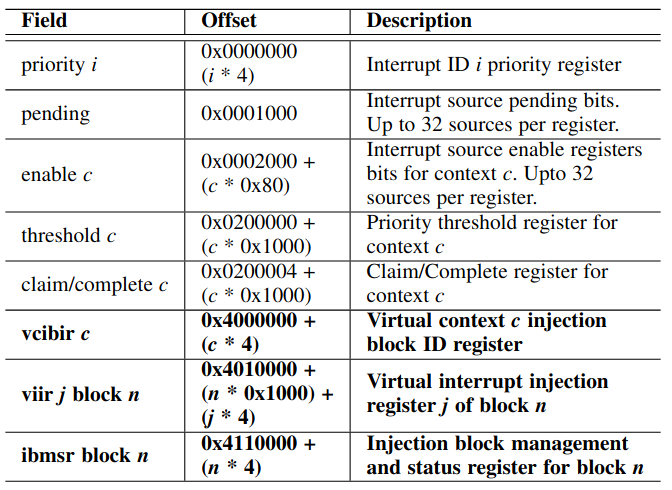 Field Offset Description
priority i 0x0000000 (i * 4) Interrupt ID i priority register
pending 0x0001000 Interrupt source pending bits. Up to 32 sources per register.
enable c 0x0002000 + (c * 0x80) Interrupt source enable registers bits for context c. Upto 32 sources per register.
threshold c 0x0200000 + (c * 0x1000) Priority threshold register for context c
claim/complete c 0x0200004 + (c * 0x1000) Claim/Complete register for context c
vcibir c 0x4000000 + (c * 4) Virtual context c injection block ID register
viir j block n 0x4010000 + (n * 0x1000) + (j * 4) Virtual interrupt injection register j of block n
ibmsr block n 0x4110000 + (n * 4) Injection block management and status register for block n